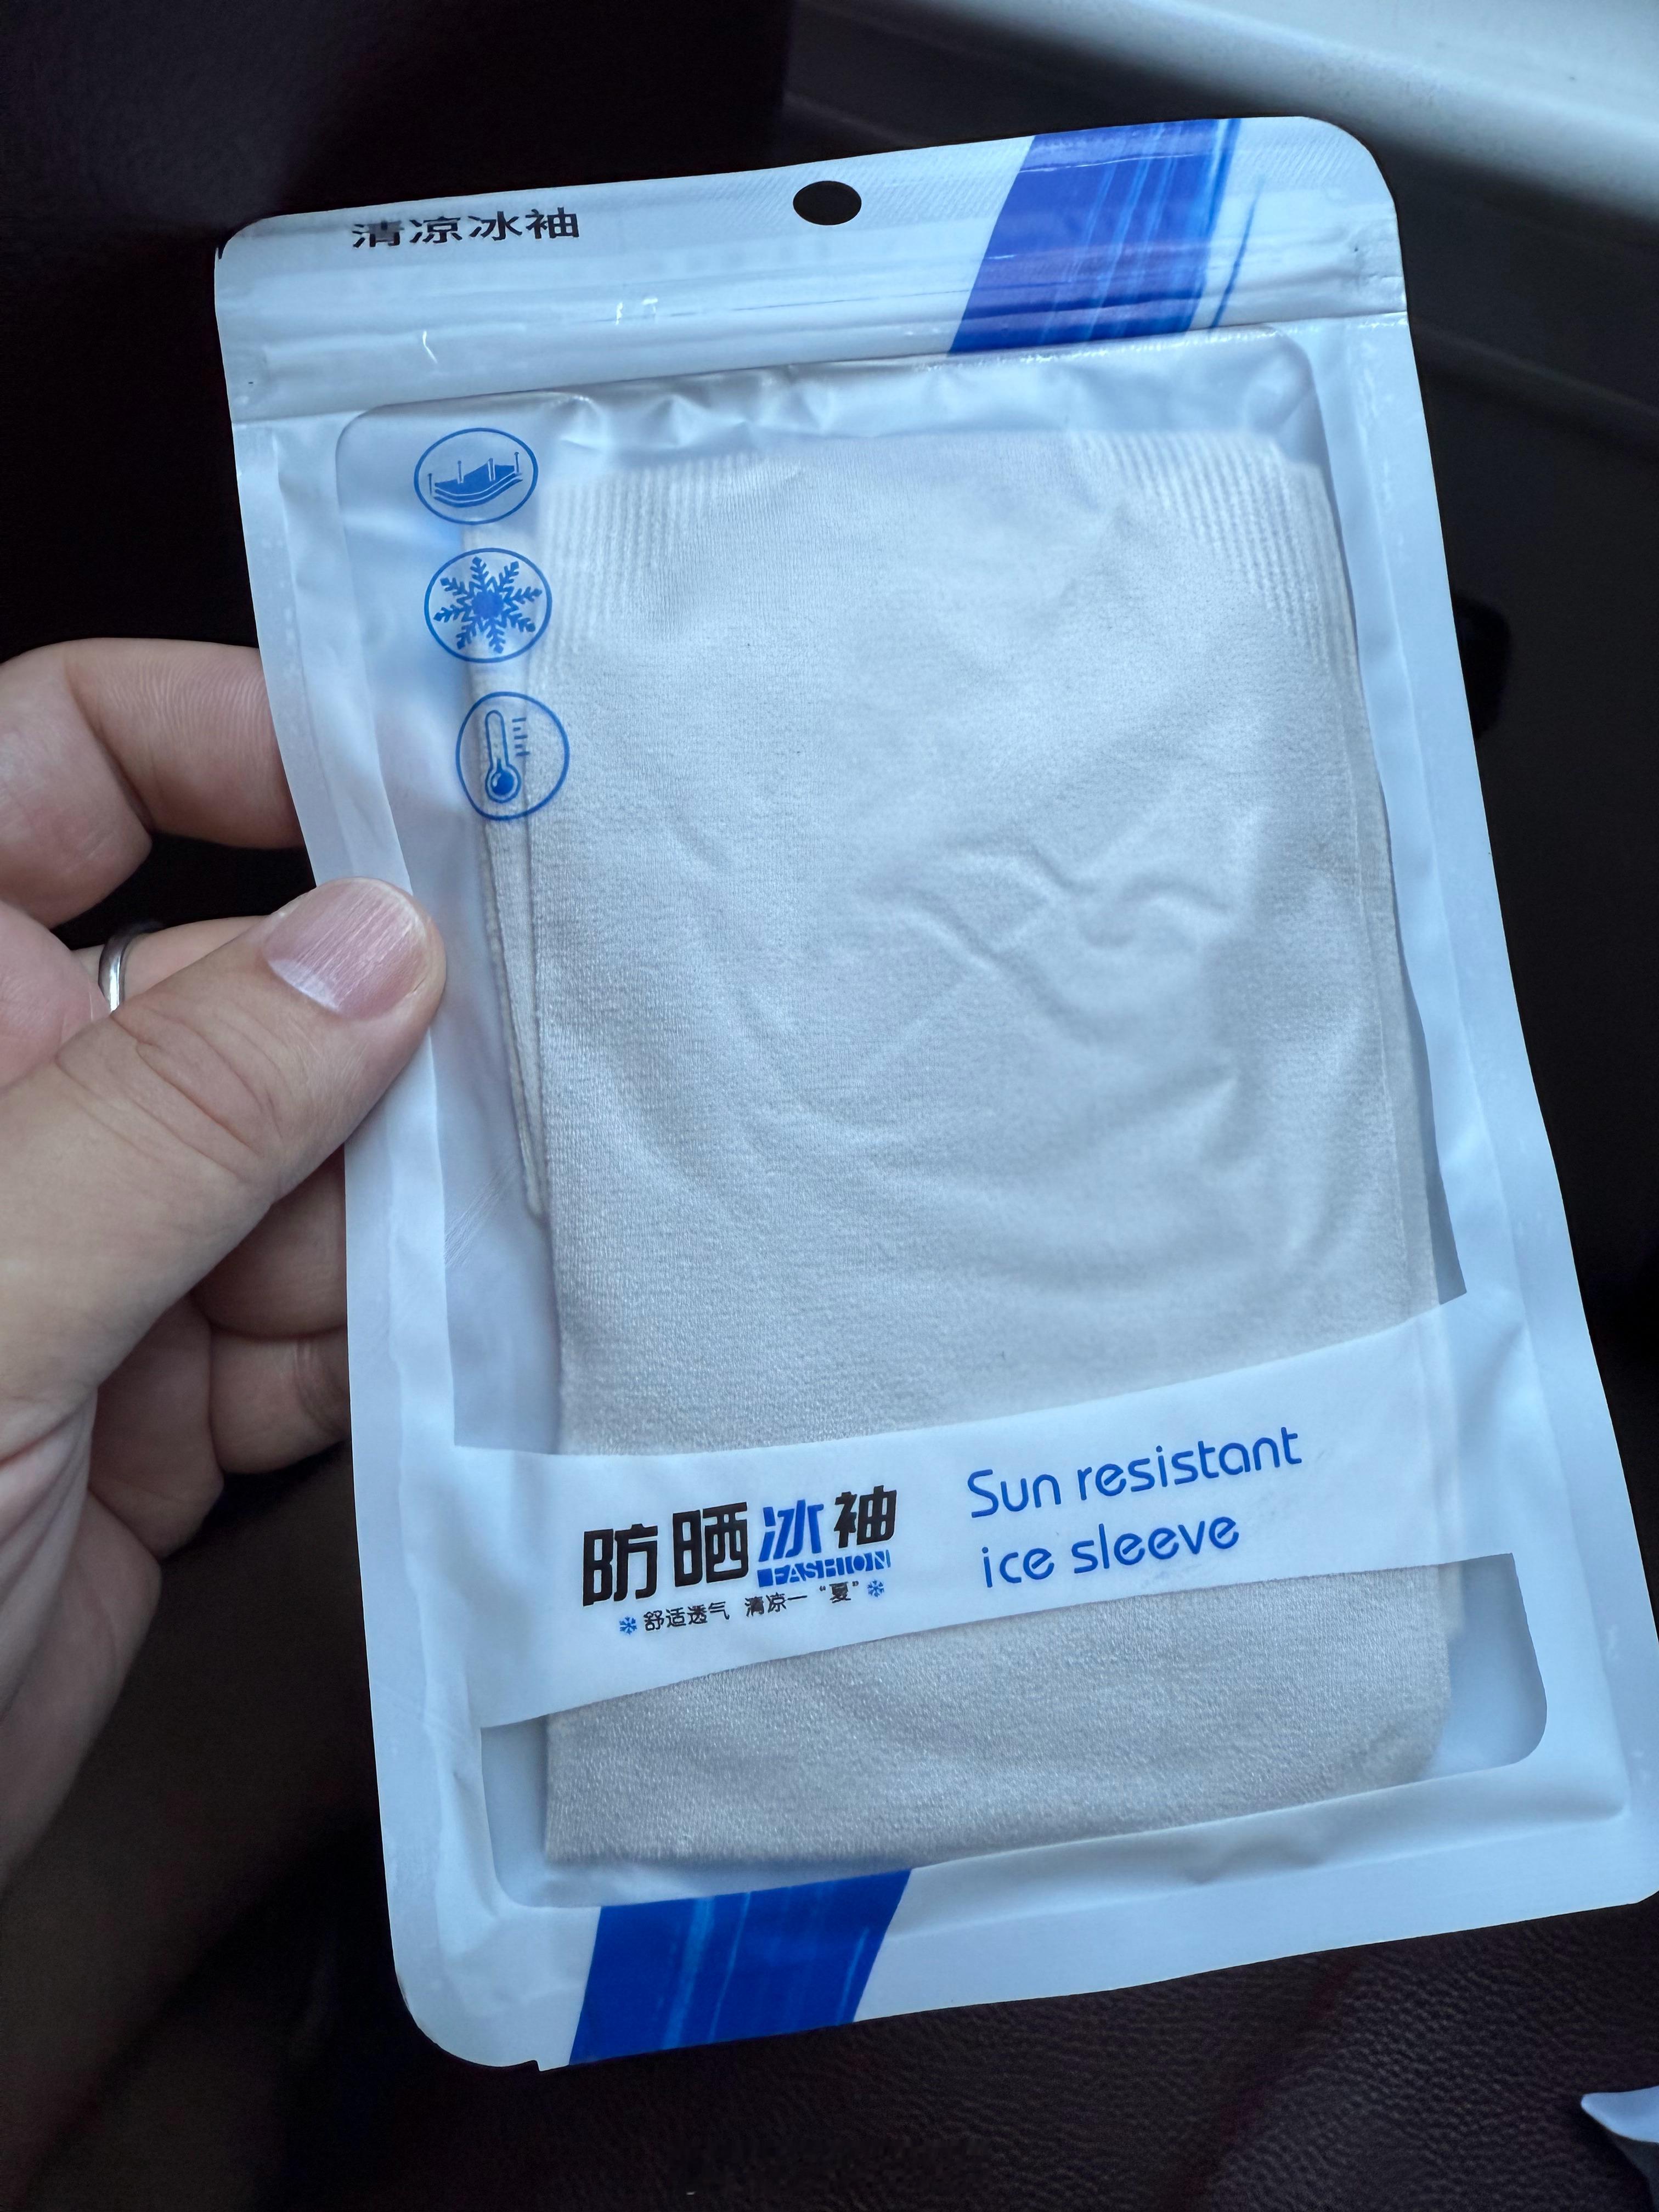 清凉冰袖
防晒冰袖
FASHION
舒适透气 清凉一“夏”
Sun resistant
ice sleeve